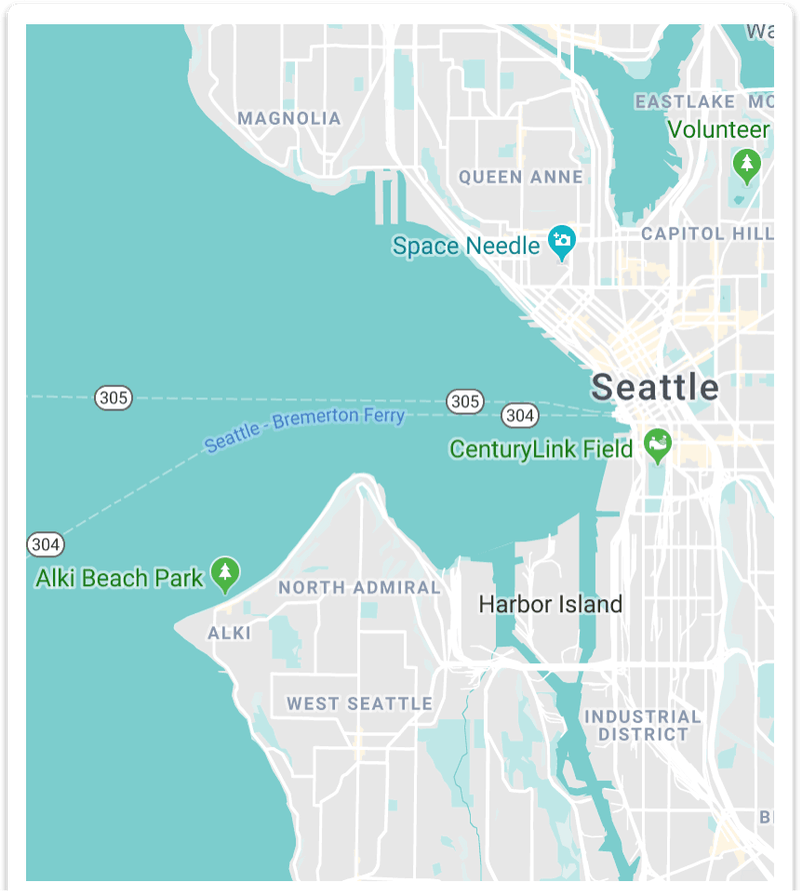 Wa
EASTLAKE MO
MAGNOLIA
Volunteer
QUEEN ANNE
CAPITOL HILL
Space Needle
Seattle
305
305
304
Seattle - Bremerton Ferry
CenturyLink Field
304
Alki Beach Park
NORTH ADMIRAL
Harbor Island
ALKI
WEST SEATTLE
INDUSTRIAL
DISTRICT
B